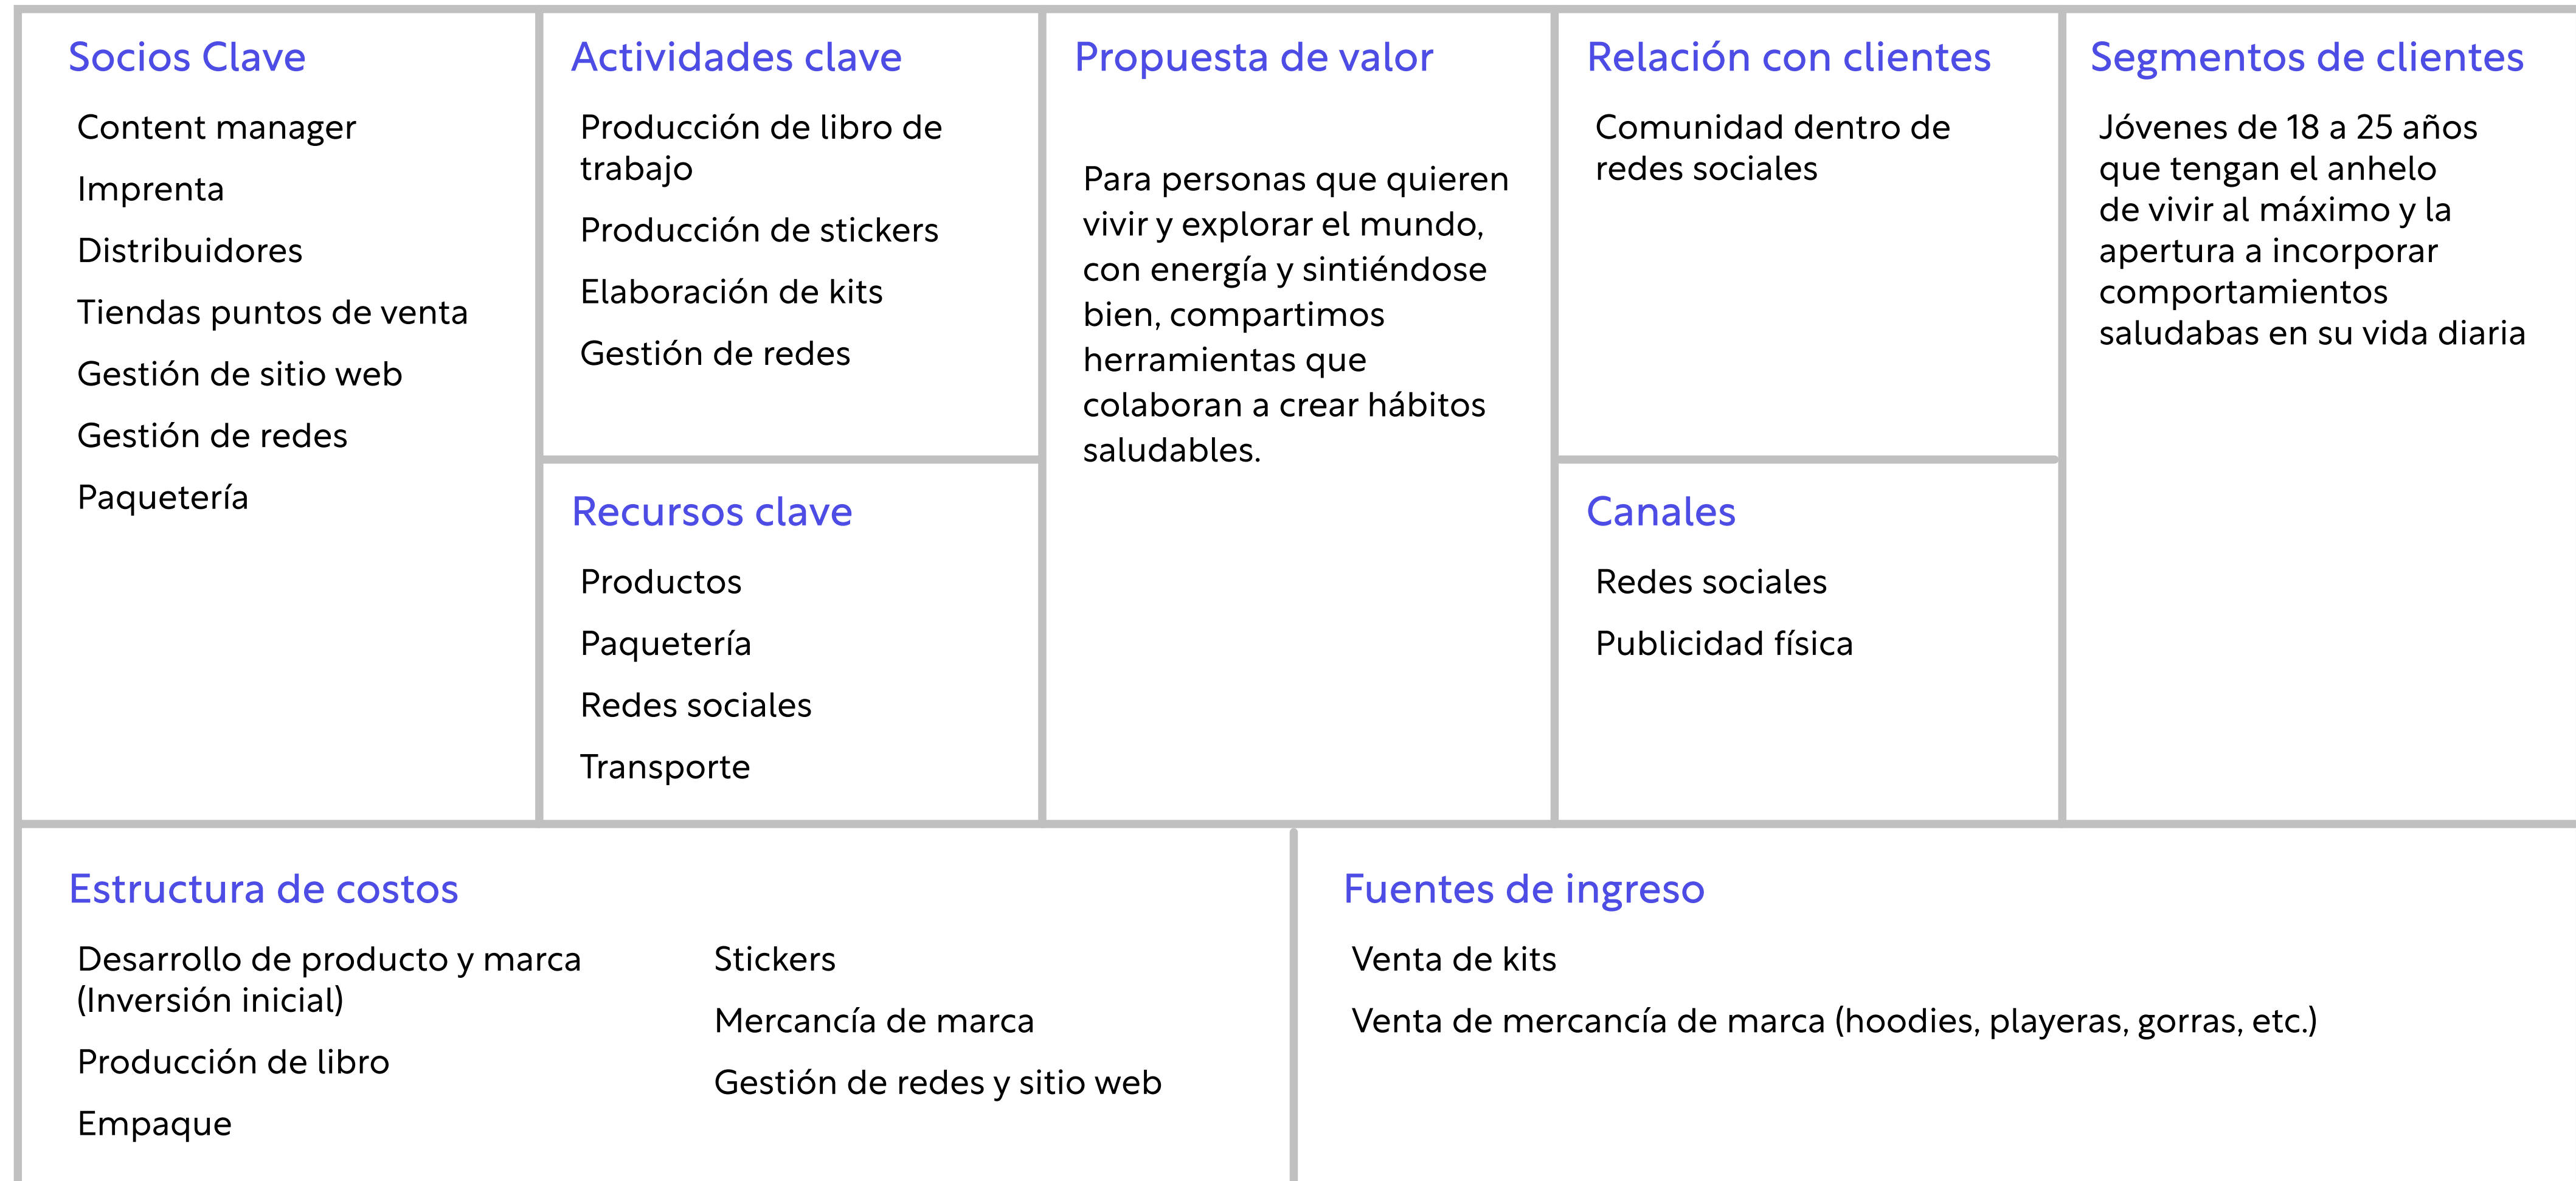 Socios Clave
Content manager
Imprenta
Distribuidores
Tiendas puntos de venta
Gestión de sitio web
Gestión de redes
Paquetería
Actividades clave
Producción de libro de
trabajo
Producción de stickers
Elaboración de kits
Gestión de redes
Recursos clave
Productos
Paquetería
Redes sociales
Transporte
Propuesta de valor
Para personas que quieren
vivir y explorar el mundo,
con energía y sintiéndose
bien, compartimos
herramientas que
colaboran a crear hábitos
saludables.
Relación con clientes
Comunidad dentro de
redes sociales
Canales
Redes sociales
Publicidad física
Segmentos de clientes
Jóvenes de 18 a 25 años
que tengan el anhelo
de vivir al máximo y la
apertura a incorporar
comportamientos
saludabas en su vida diaria
Estructura de costos
Desarrollo de producto y marca
(Inversión inicial)
Producción de libro
Empaque
Stickers
Mercancía de marca
Gestión de redes y sitio web
Fuentes de ingreso
Venta de kits
Venta de mercancía de marca (hoodies, playeras, gorras, etc.)